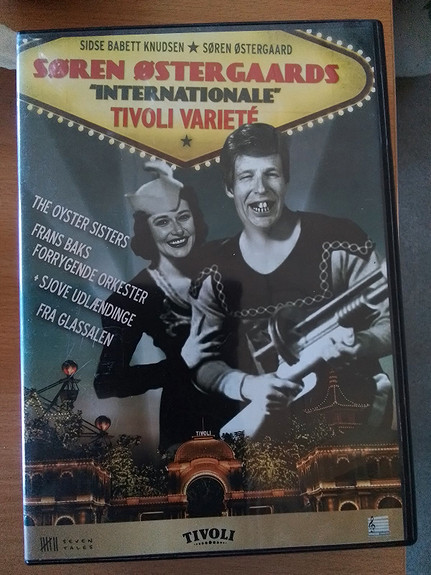 SIDSE BABETT KNUDSEN ★ SØREN ØSTERGAARD
SØREN ØSTERGAARDS
"INTERNATIONALE"
TIVOLI VARIETÉ
THE OYSTER SISTERS
FRANS BAKS
FORRYGENDE ORKESTER
+ SJOVE UDLÆNDINGE
FRA GLASSALEN
TIVOLI
SEVEN
TALES
TIVOLI